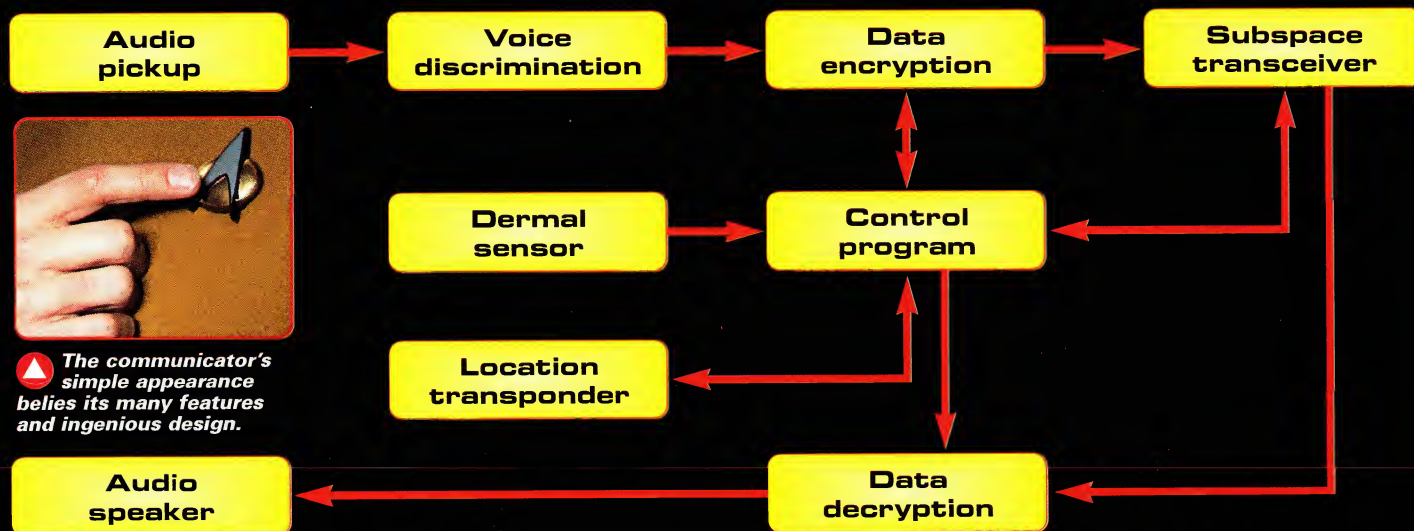 Audio
pickup
Voice
discrimination
Data
encryption
Subspace
transceiver
Dermal
sensor
Control
program
The communicator's
simple appearance
belies its many features
and ingenious design.
Location
transponder
Audio
speaker
Data
decryption